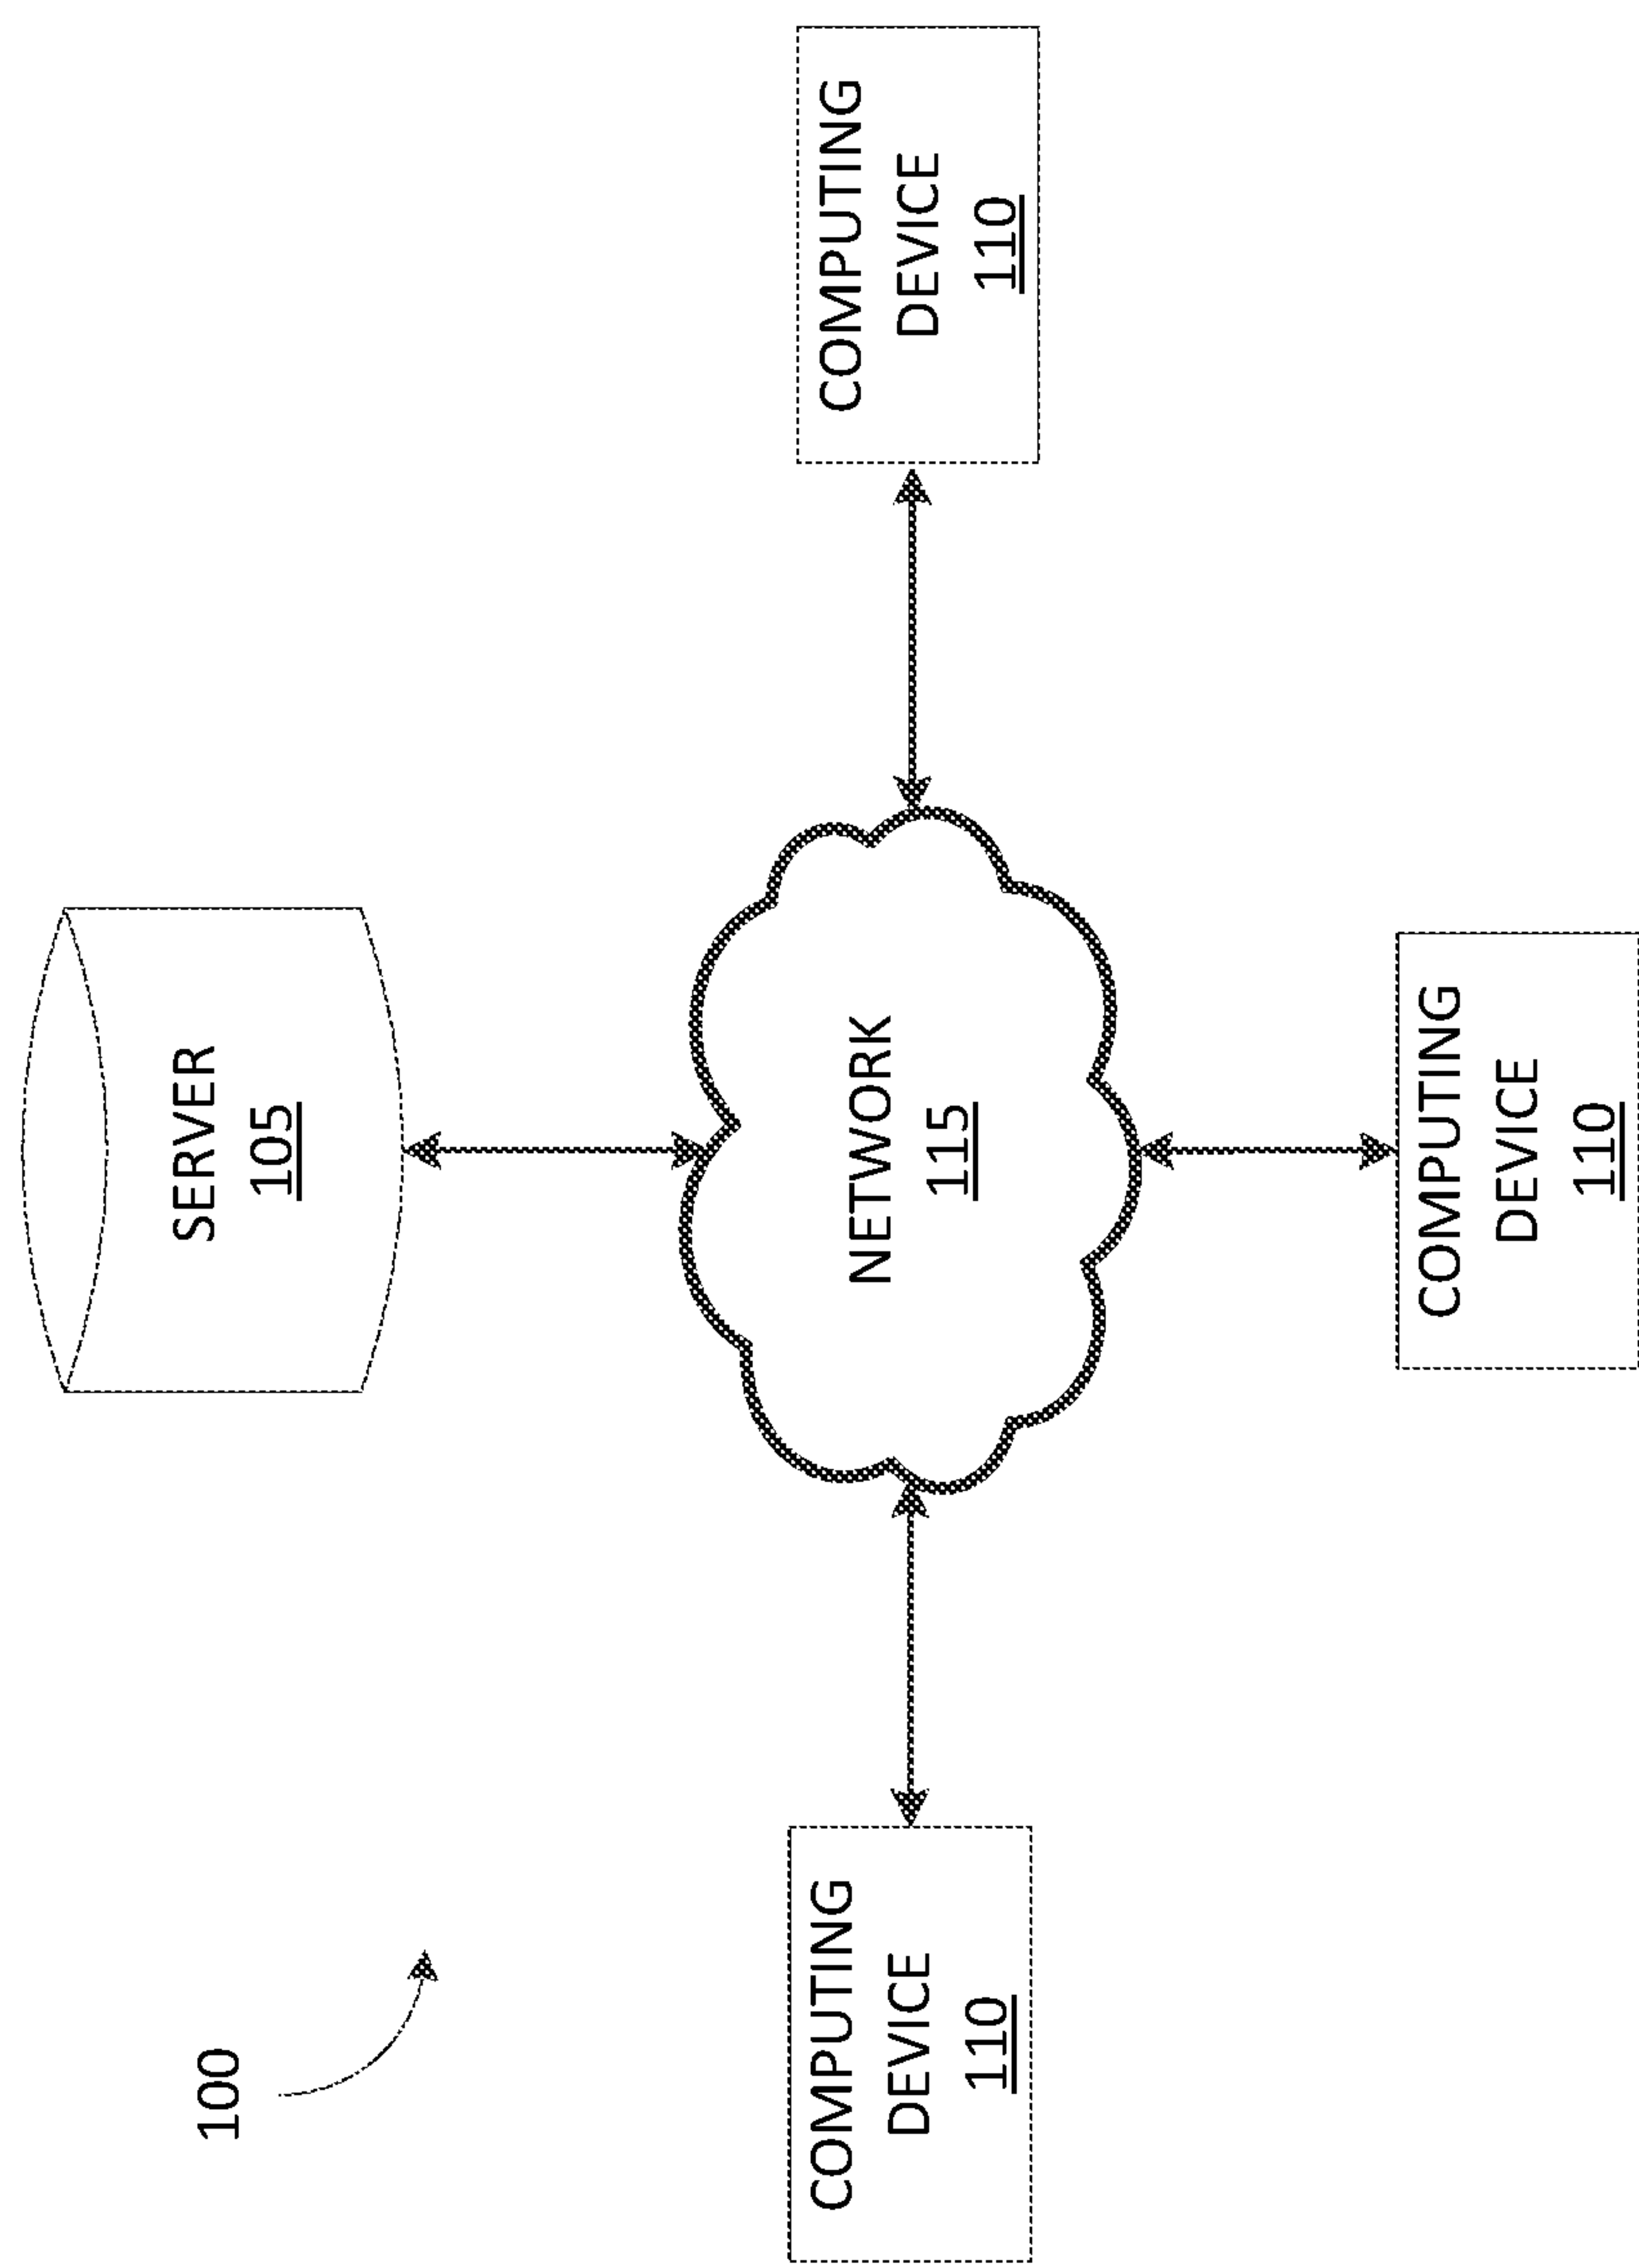 100
SERVER
105
NETWORK
115
COMPUTING
DEVICE
110
COMPUTING
DEVICE
110
COMPUTING
DEVICE
110